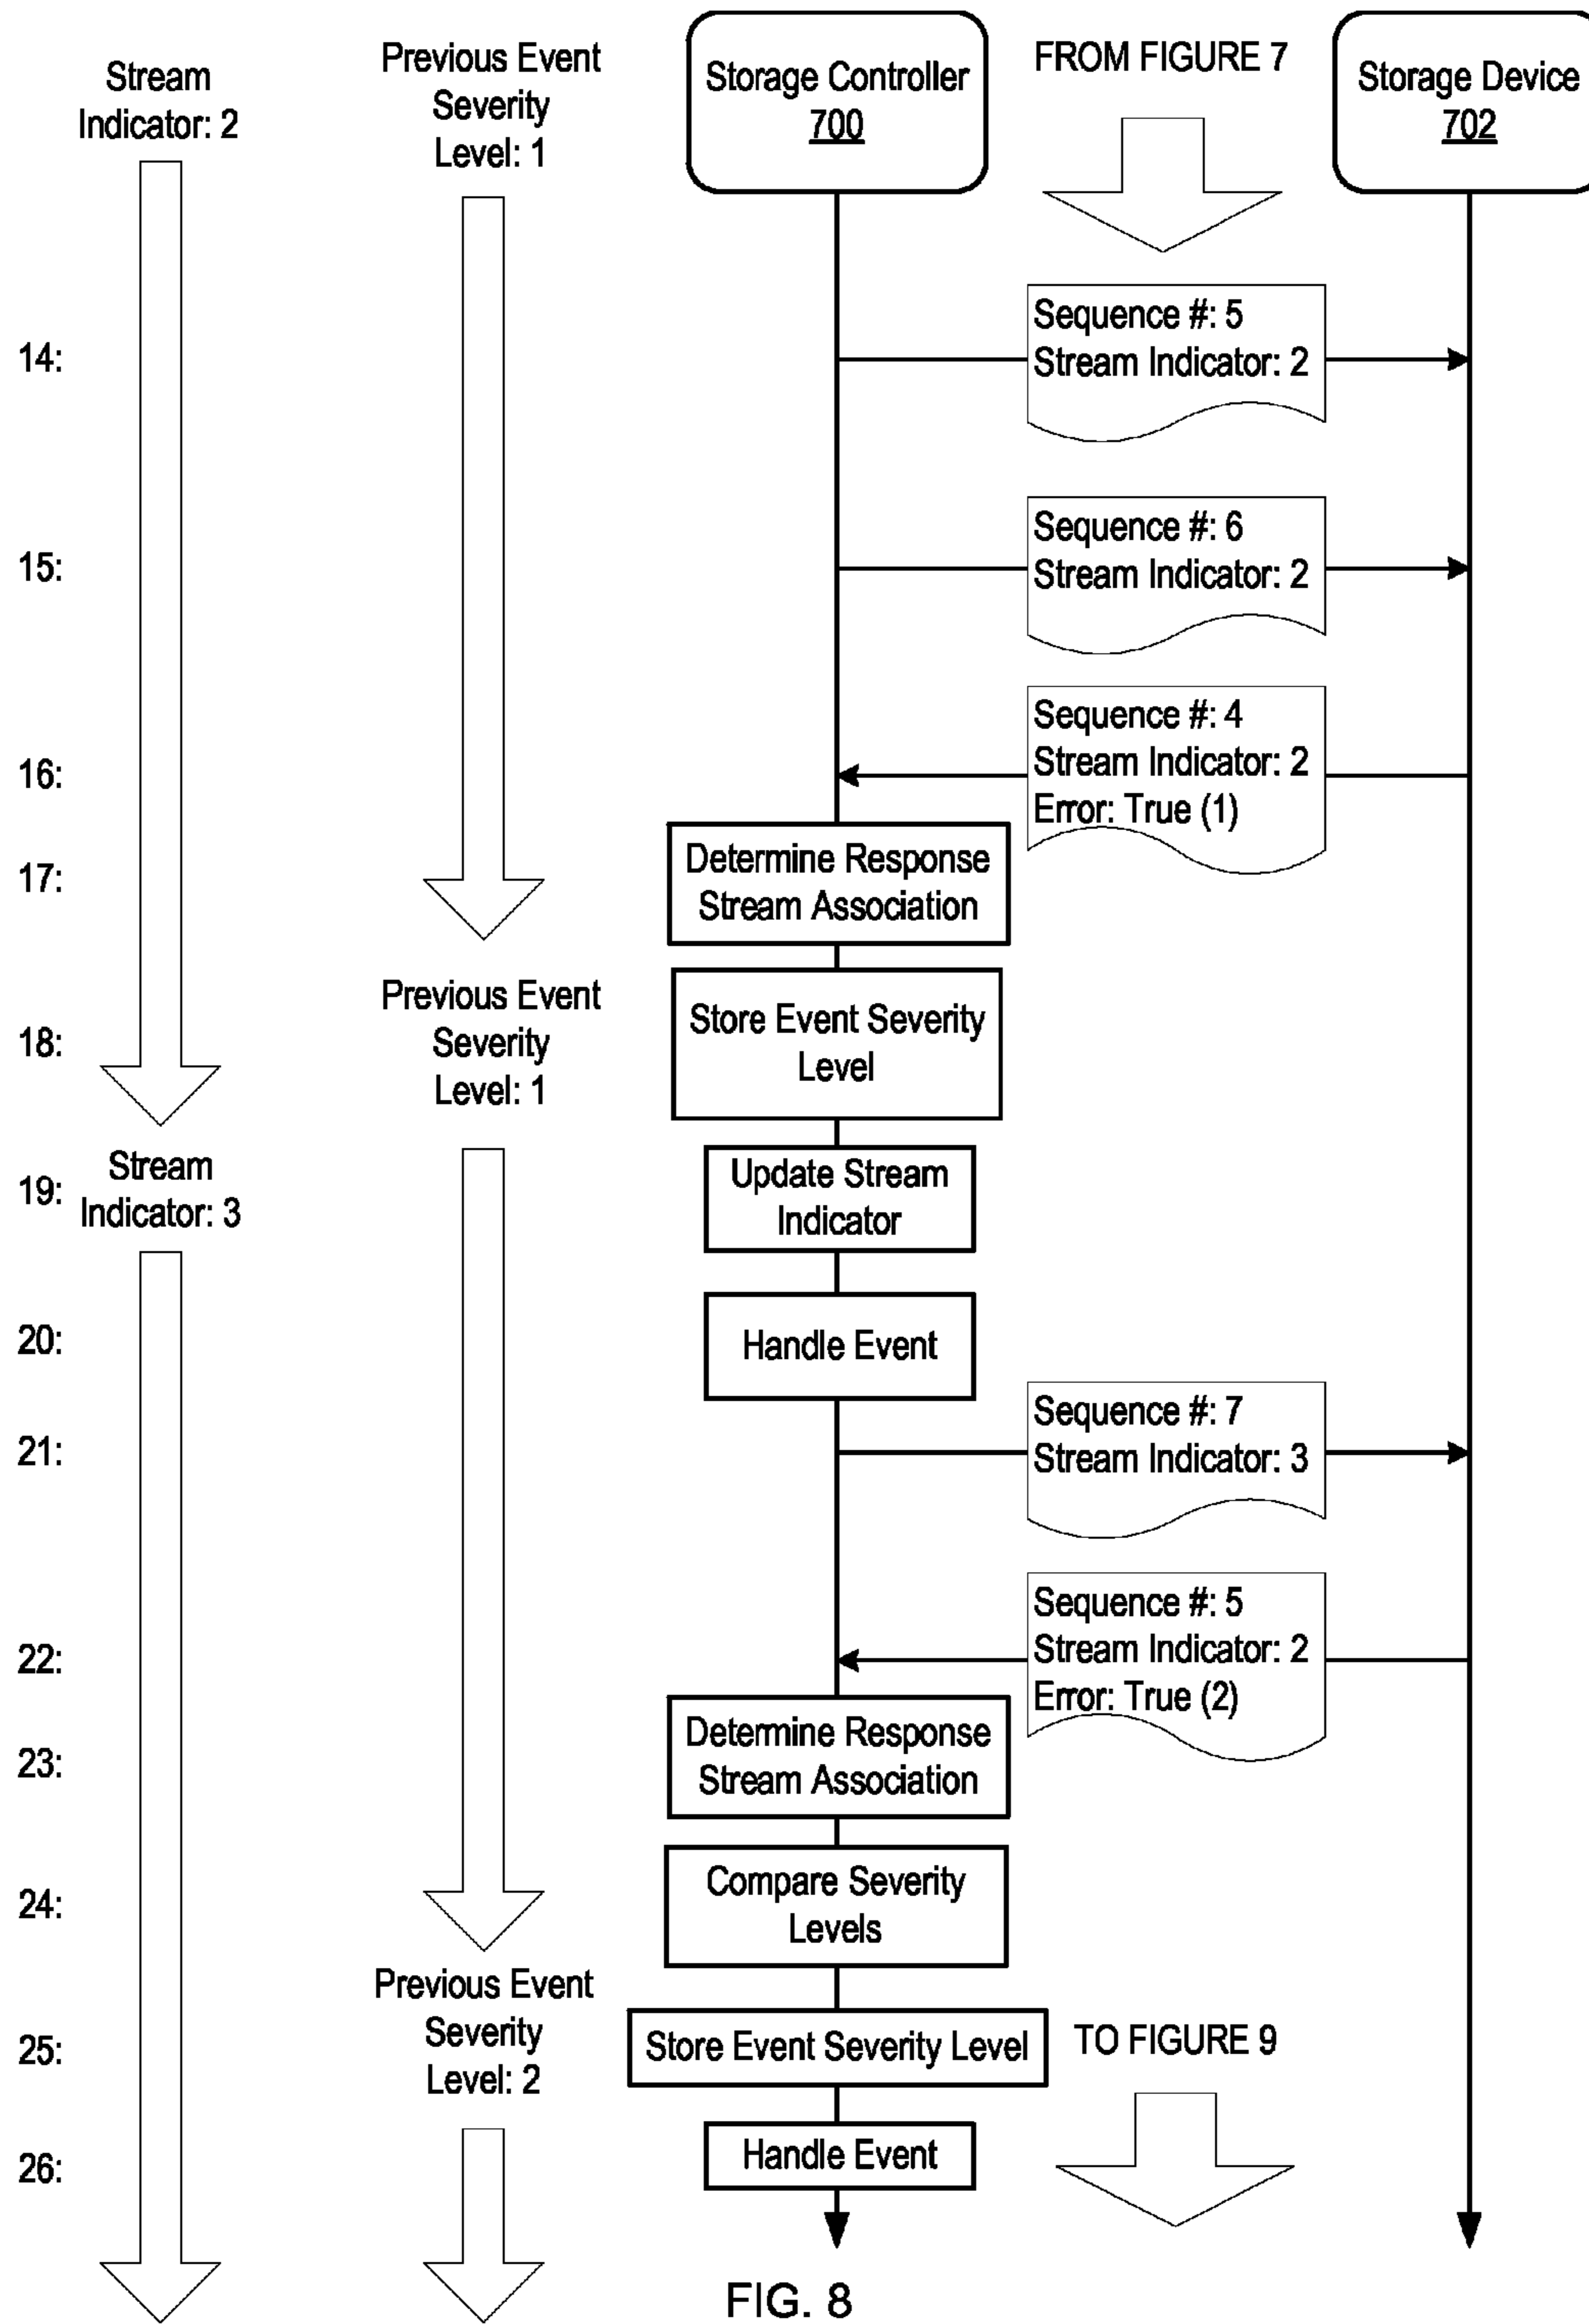 Stream
Indicator: 2
Previous Event
Severity
Level: 1
Storage Controller
700
FROM FIGURE 7
Storage Device
702
14:
Sequence #: 5
Stream Indicator: 2
15:
Sequence #: 6
Stream Indicator: 2
16:
Sequence #: 4
Stream Indicator: 2
Error: True (1)
17:
Determine Response
Stream Association
18:
Previous Event
Severity
Level: 1
Store Event Severity
Level
19:
Stream
Indicator: 3
Update Stream
Indicator
20:
Handle Event
21:
Sequence #: 7
Stream Indicator: 3
22:
Sequence #: 5
Stream Indicator: 2
Error: True (2)
23:
Determine Response
Stream Association
24:
Compare Severity
Levels
25:
Previous Event
Severity
Level: 2
Store Event Severity Level
TO FIGURE 9
26:
Handle Event
FIG. 8